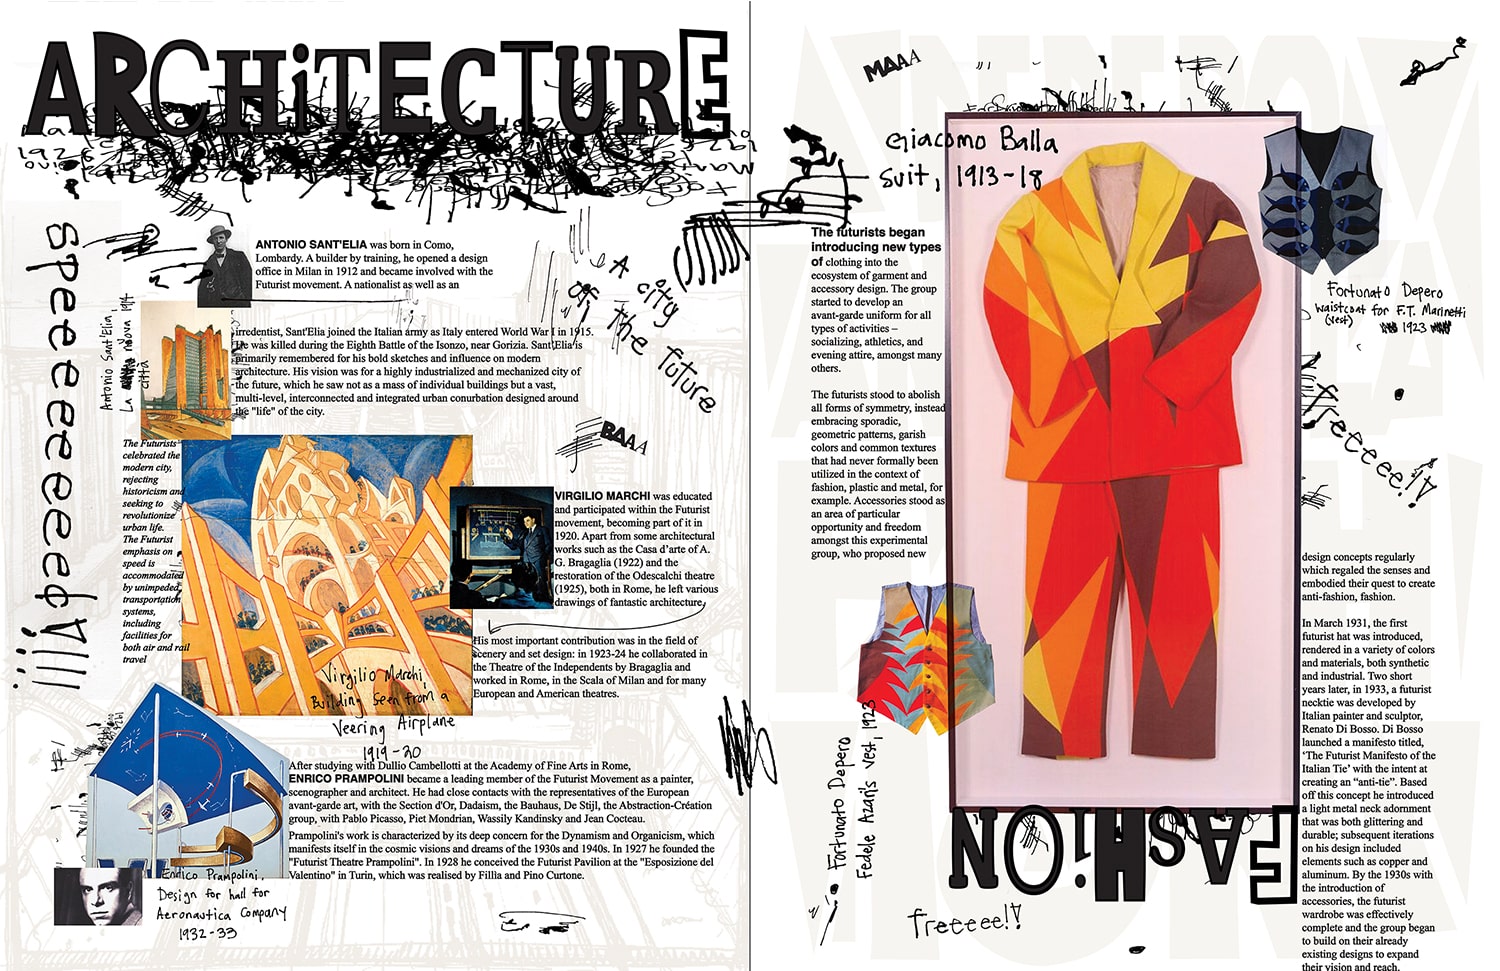 ARCHiTECTURE
speeeeeeeed!!!!
ANTONIO SANT'ELIA was born in Como,
Lombardy. A builder by training, he opened a design
office in Milan in 1912 and became involved with the
Futurist movement. A nationalist as well as an
irredentist, Sant'Elia joined the Italian army as Italy entered World War I in 1915.
He was killed during the Eighth Battle of the Isonzo, near Gorizia. Sant'Elia is
primarily remembered for his bold sketches and influence on modern
architecture. His vision was for a highly industrialized and mechanized city of
the future, which he saw not as a mass of individual buildings but a vast,
multi-level, interconnected and integrated urban conurbation designed around
the "life" of the city.
Antonio Sant'Elia,
La nuova 1914
città
A city
of
the future
BAAA
The Futurists
celebrated the
modern city,
rejecting
historicism and
seeking to
revolutionize
urban life.
The Futurist
emphasis on
speed is
accommodated
by unimpeded
transportation
systems,
including
facilities for
both air and rail
travel
VIRGILIO MARCHI was educated
and participated within the Futurist
movement, becoming part of it in
1920. Apart from some architectural
works such as the Casa d'arte of A.
G. Bragaglia (1922) and the
restoration of the Odescalchi theatre
(1925), both in Rome, he left various
drawings of fantastic architecture.
His most important contribution was in the field of
scenery and set design: in 1923-24 he collaborated in
the Theatre of the Independents by Bragaglia and
worked in Rome, in the Scala of Milan and for many
European and American theatres.
Virgilio Marchi,
Building Seen from a
Veering Airplane
1919-20
After studying with Dullio Cambellotti at the Academy of Fine Arts in Rome,
ENRICO PRAMPOLINI became a leading member of the Futurist Movement as a painter,
scenographer and architect. He had close contacts with the representatives of the European
avant-garde art, with the Section d'Or, Dadaism, the Bauhaus, De Stijl, the Abstraction-Création
group, with Pablo Picasso, Piet Mondrian, Wassily Kandinsky and Jean Cocteau.
Prampolini's work is characterized by its deep concern for the Dynamism and Organicism, which
manifests itself in the cosmic visions and dreams of the 1930s and 1940s. In 1927 he founded the
"Futurist Theatre Prampolini". In 1928 he conceived the Futurist Pavilion at the "Esposizione del
Valentino" in Turin, which was realised by Fillia and Pino Curtone.
Enrico Prampolini,
Design for hall for
Aeronautica Company
1932-33
MAAA
Giacomo Balla
suit, 1913-18
The futurists began
introducing new types
of clothing into the
ecosystem of garment and
accessory design. The group
started to develop an
avant-garde uniform for all
types of activities –
socializing, athletics, and
evening attire, amongst many
others.
The futurists stood to abolish
all forms of symmetry, instead
embracing sporadic,
geometric patterns, garish
colors and common textures
that had never formally been
utilized in the context of
fashion, plastic and metal, for
example. Accessories stood as
an area of particular
opportunity and freedom
amongst this experimental
group, who proposed new
Fortunato Depero
waistcoat for F.T. Marinetti
(vest)
1923
freeeee!!
design concepts regularly
which regaled the senses and
embodied their quest to create
anti-fashion, fashion.
In March 1931, the first
futurist hat was introduced,
rendered in a variety of colors
and materials, both synthetic
and industrial. Two short
years later, in 1933, a futurist
necktie was developed by
Italian painter and sculptor,
Renato Di Bosso. Di Bosso
launched a manifesto titled,
'The Futurist Manifesto of the
Italian Tie' with the intent at
creating an “anti-tie”. Based
off this concept he introduced
a light metal neck adornment
that was both glittering and
durable; subsequent iterations
on his design included
elements such as copper and
aluminum. By the 1930s with
the introduction of
accessories, the futurist
wardrobe was effectively
complete and the group began
to build on their already
existing designs to expand
their vision and reach.
Fortunato Depero
Fedele Azari's vest, 1923
FASHiON
freeeee!!